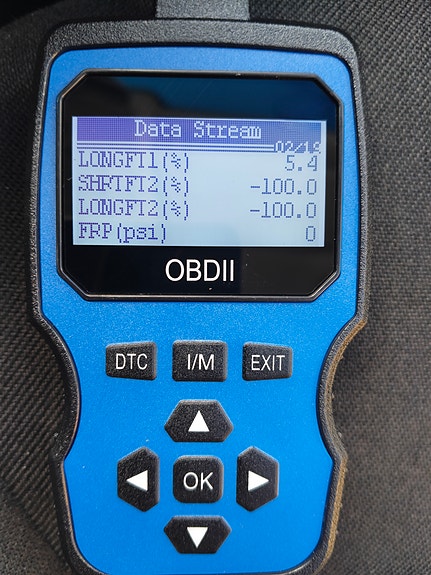 Data Stream
02/19
LONGFT1(%) 5.4
SHRTFT2(%) -100.0
LONGFT2(%) -100.0
FRP(psi) 0
OBDII
DTC I/M EXIT
OK